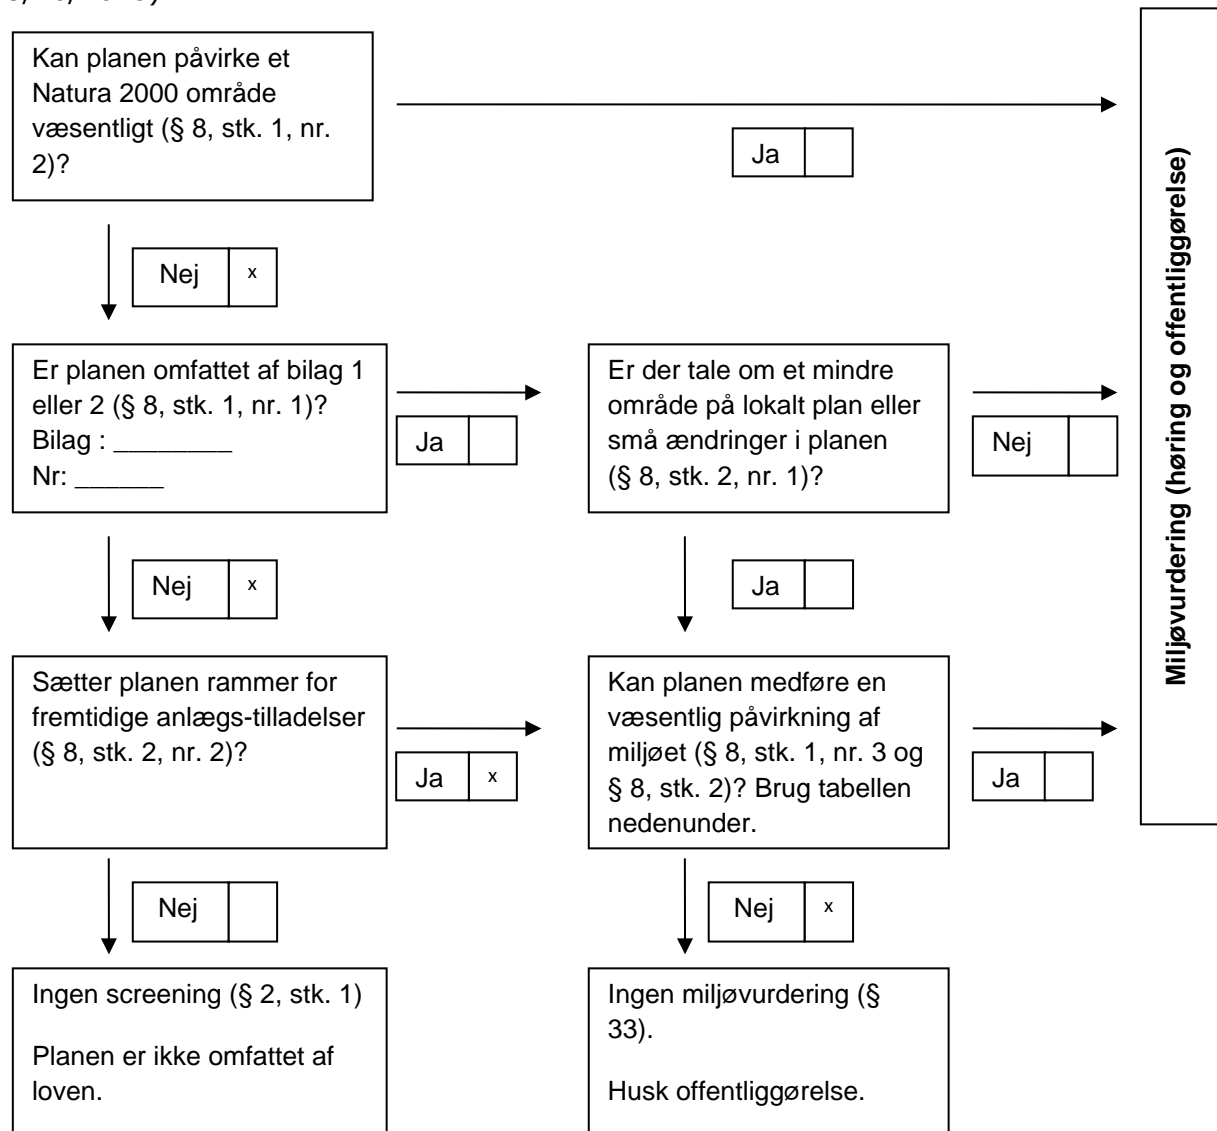 Kan planen påvirke et
Natura 2000 område
væsentligt (§ 8, stk. 1, nr.
2)?
Ja
Nej x
Er planen omfattet af bilag 1
eller 2 (§ 8, stk. 1, nr. 1)?
Bilag : ________
Nr: ______
Ja
Er der tale om et mindre
område på lokalt plan eller
små ændringer i planen
(§ 8, stk. 2, nr. 1)?
Nej
Nej x
Ja
Sætter planen rammer for
fremtidige anlægs-tilladelser
(§ 8, stk. 2, nr. 2)?
Ja x
Kan planen medføre en
væsentlig påvirkning af
miljøet (§ 8, stk. 1, nr. 3 og
§ 8, stk. 2)? Brug tabellen
nedenunder.
Ja
Nej
Nej x
Ingen screening (§ 2, stk. 1)
Planen er ikke omfattet af
loven.
Ingen miljøvurdering (§
33).
Husk offentliggørelse.
Miljøvurdering (høring og offentliggørelse)